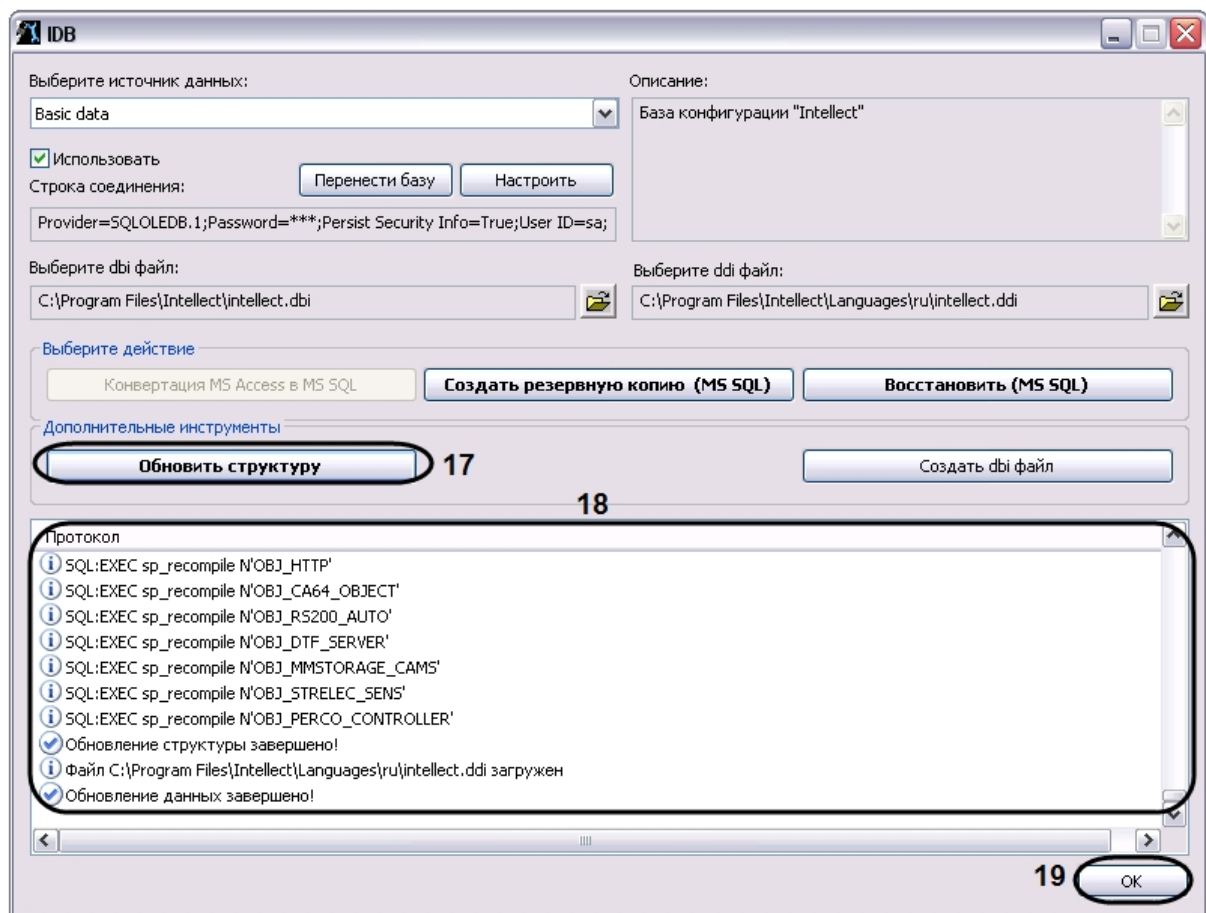 IDB
Выберите источник данных:
Описание:
Basic data
База конфигурации "Intellect"
Использовать
Строка соединения:
Перенести базу
Настроить
Provider=SQLOLEDB.1;Password=***;Persist Security Info=True;User ID=sa;
Выберите dbi файл:
Выберите ddi файл:
C:\Program Files\Intellect\intellect.dbi
C:\Program Files\Intellect\Languages\ru\intellect.ddi
Выберите действие
Конвертация MS Access в MS SQL
Создать резервную копию (MS SQL)
Восстановить (MS SQL)
Дополнительные инструменты
Обновить структуру
17
Создать dbi файл
18
Протокол
SQL:EXEC sp_recompile N'OBJ_HTTP'
SQL:EXEC sp_recompile N'OBJ_CA64_OBJECT'
SQL:EXEC sp_recompile N'OBJ_RS200_AUTO'
SQL:EXEC sp_recompile N'OBJ_DTF_SERVER'
SQL:EXEC sp_recompile N'OBJ_MMSTORAGE_CAMS'
SQL:EXEC sp_recompile N'OBJ_STRELEC_SENS'
SQL:EXEC sp_recompile N'OBJ_PERCO_CONTROLLER'
Обновление структуры завершено!
Файл C:\Program Files\Intellect\Languages\ru\intellect.ddi загружен
Обновление данных завершено!
19
OK